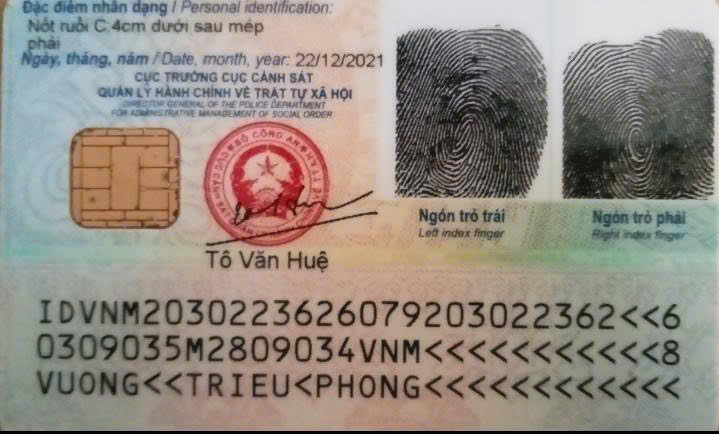 Đặc điểm nhân dạng / Personal identification:
Nốt ruồi C 4cm dưới sau mép
phải
Ngày, tháng, năm / Date, month, year: 22/12/2021
CỤC TRƯỞNG CỤC CẢNH SÁT
QUẢN LÝ HÀNH CHÍNH VỀ TRẬT TỰ XÃ HỘI
DIRECTOR GENERAL OF THE POLICE DEPARTMENT
FOR ADMINISTRATIVE MANAGEMENT OF SOCIAL ORDER
BỘ CÔNG AN
Tô Văn Huệ
Ngón trỏ trái
Left index finger
Ngón trỏ phải
Right index finger
IDVNM2030223626079203022362<<6
0309035M2809034VNM<<<<<<<<<<<8
VUONG<<TRIEU<PHONG<<<<<<<<<<<<